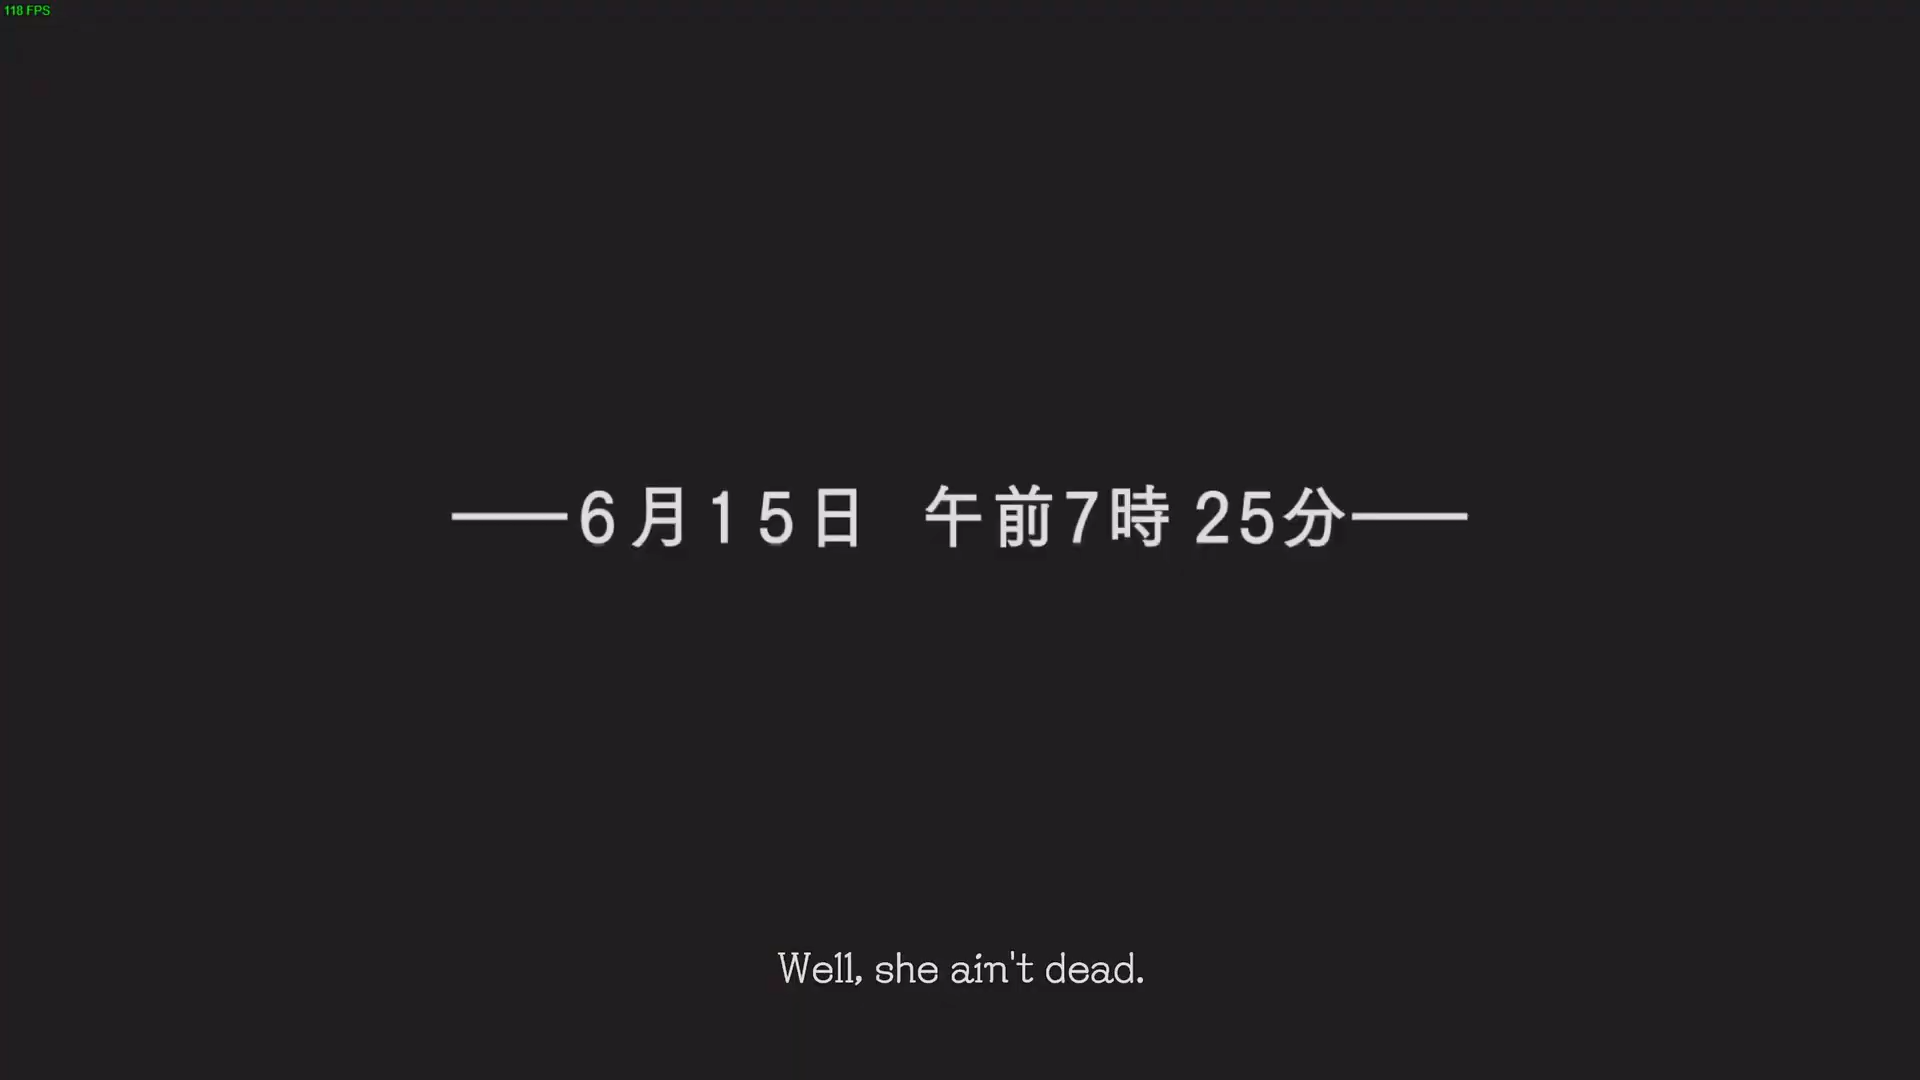 118 FPS
——6月15日 午前7時25分——
Well, she ain't dead.